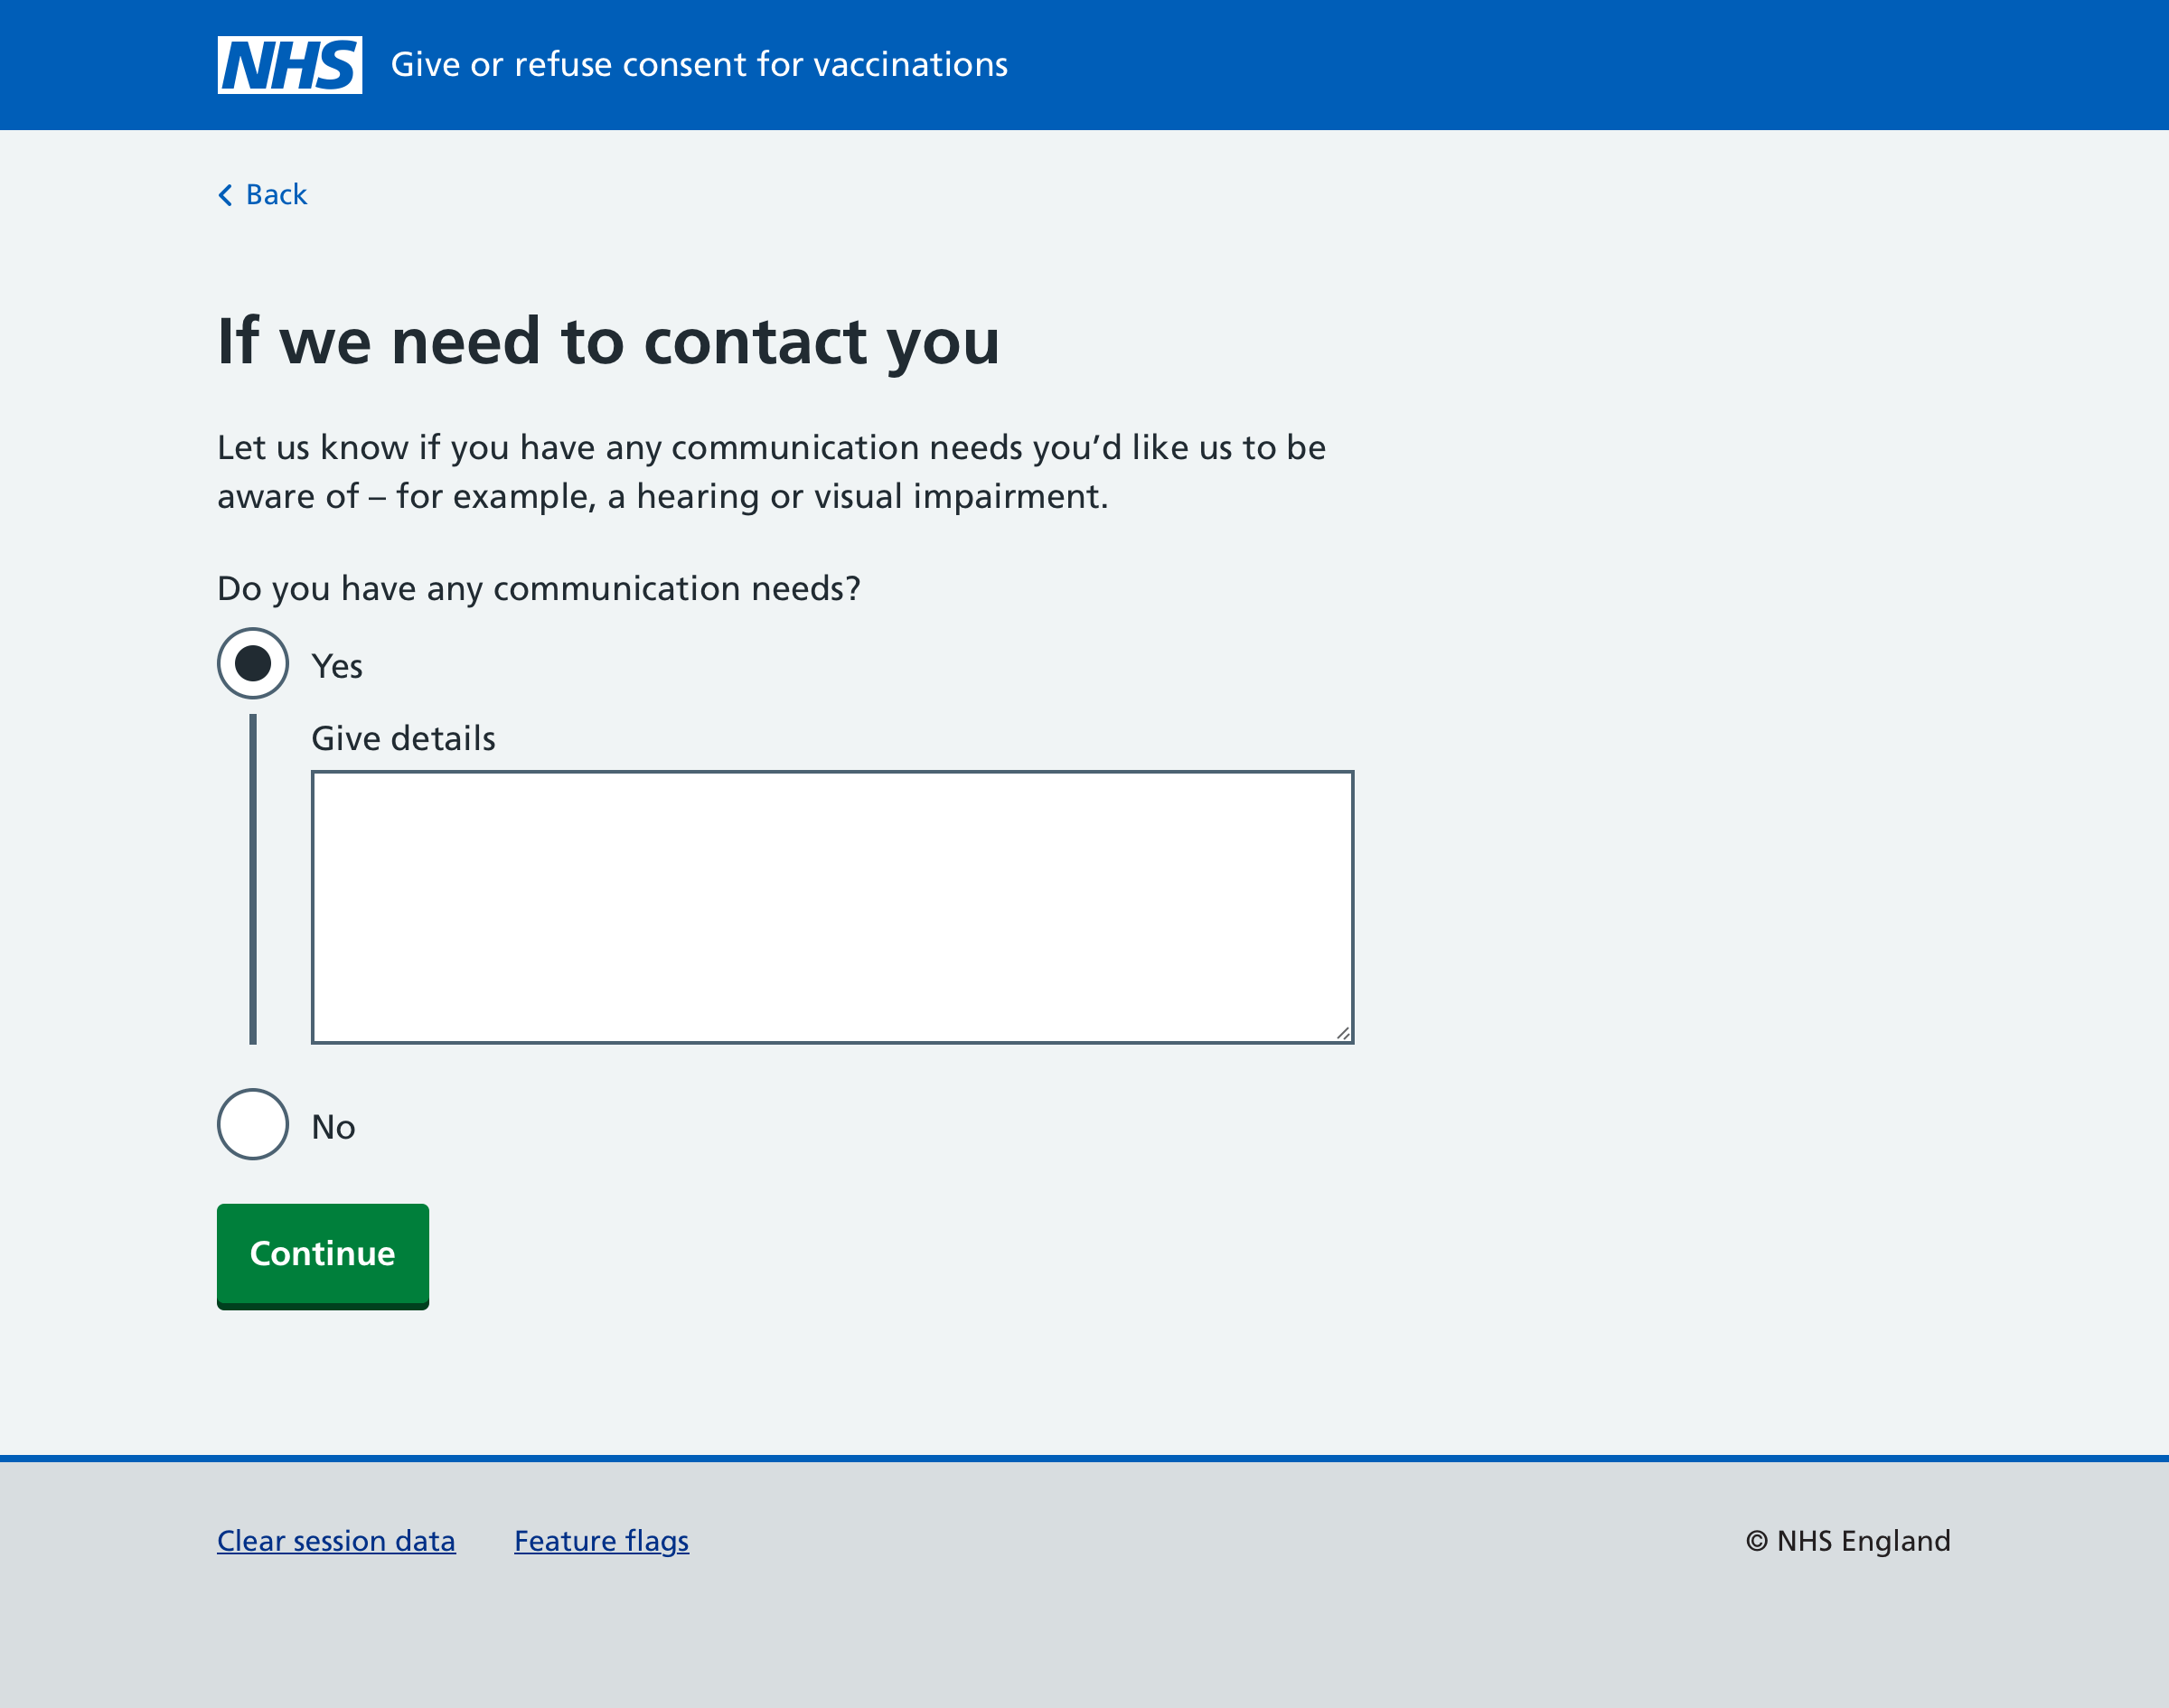 NHS Give or refuse consent for vaccinations
Back
If we need to contact you
Let us know if you have any communication needs you’d like us to be
aware of – for example, a hearing or visual impairment.
Do you have any communication needs?
Yes
Give details
No
Continue
Clear session data Feature flags © NHS England